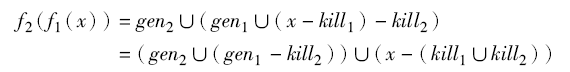 f₂ ( f₁ ( x ) ) = gen₂ ∪ ( gen₁ ∪ ( x − kill₁ ) − kill₂ )
= ( gen₂ ∪ ( gen₁ − kill₂ ) ) ∪ ( x − ( kill₁ ∪ kill₂ ) )